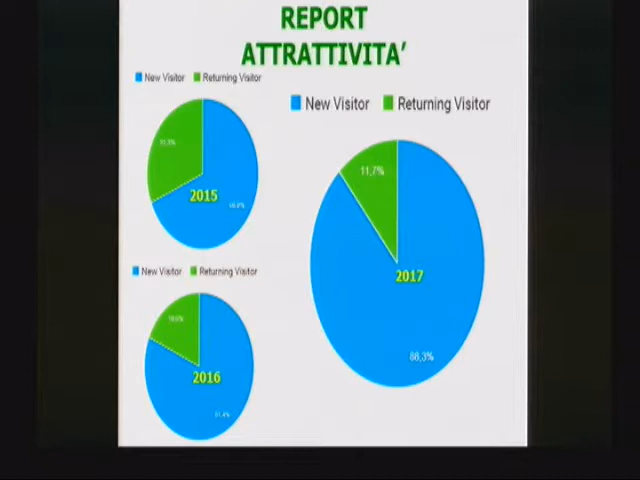 REPORT
ATTRATTIVITA'
New Visitor Returning Visitor
2015
New Visitor Returning Visitor
11,7%
2017
88,3%
New Visitor Returning Visitor
2016